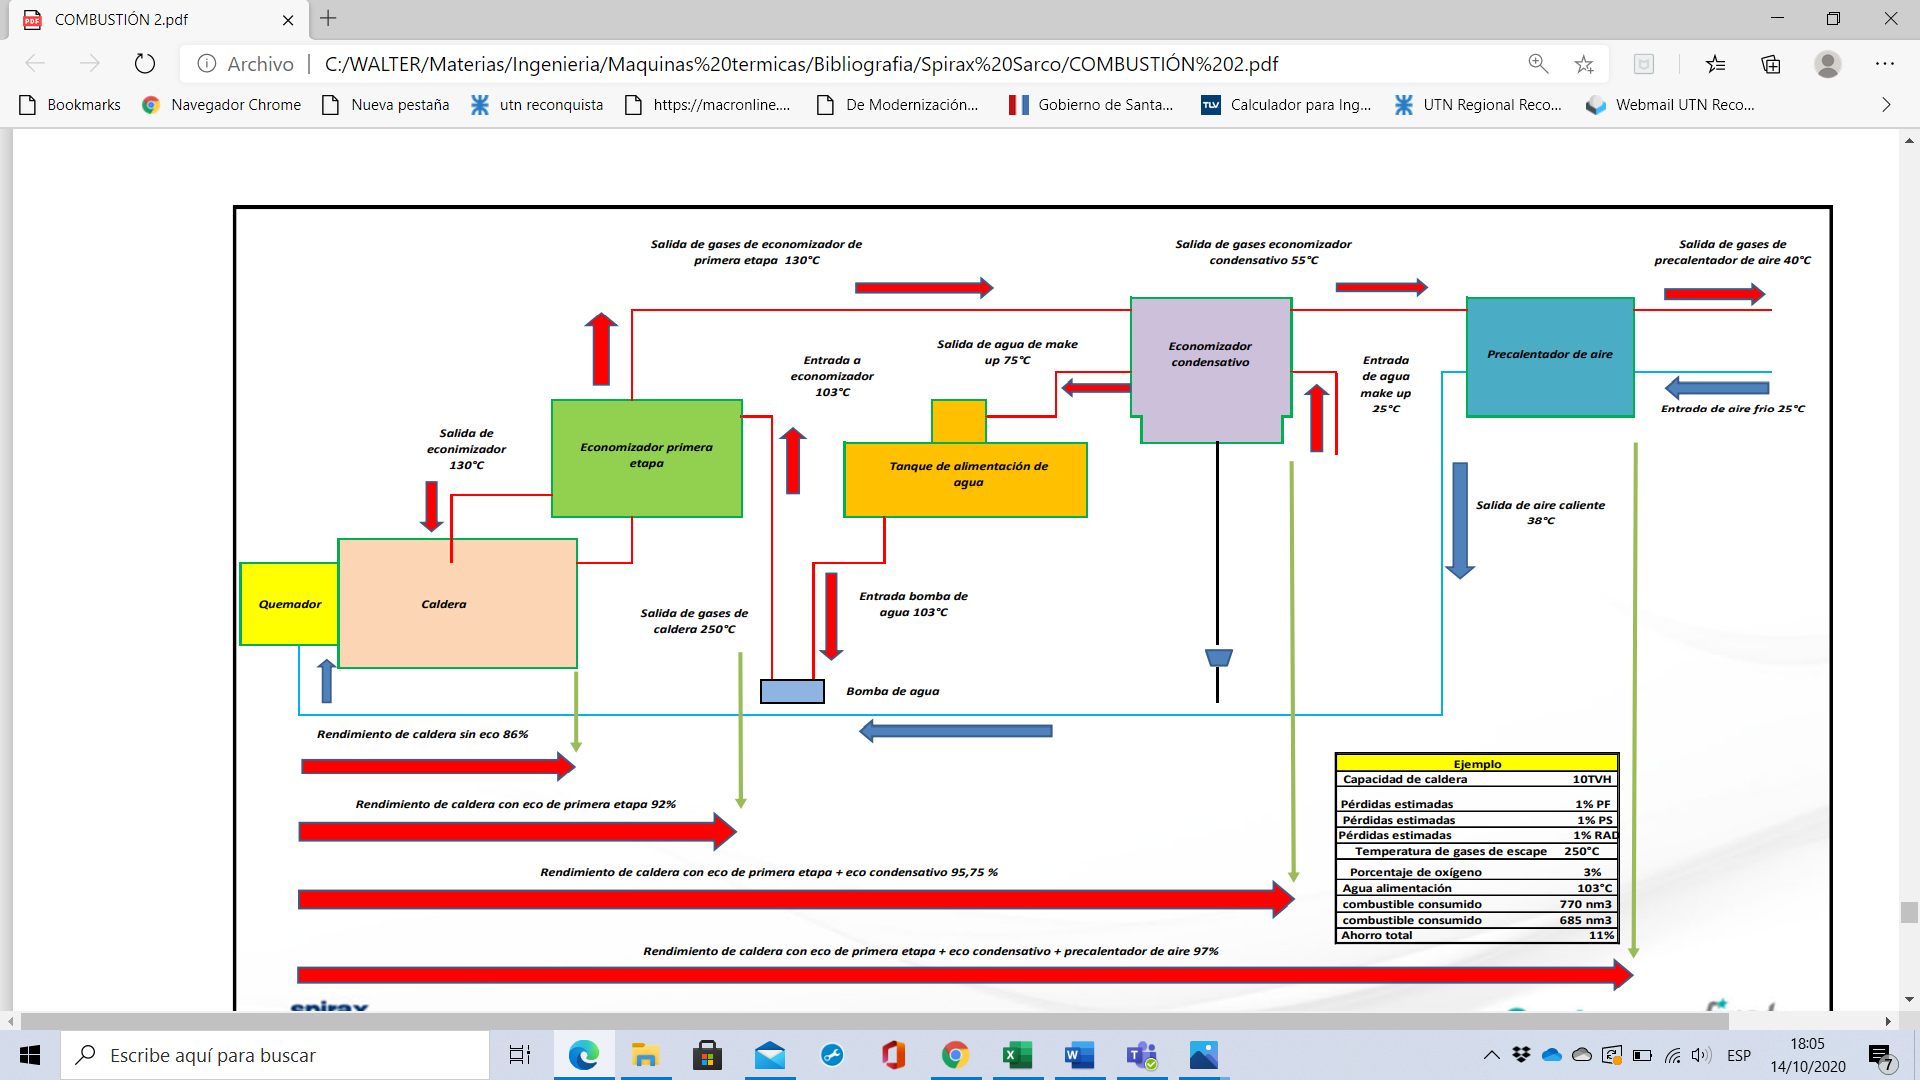 COMBUSTIÓN 2.pdf
Archivo
C:/WALTER/Materias/Ingenieria/Maquinas%20termicas/Bibliografia/Spirax%20Sarco/COMBUSTIÓN%202.pdf
Bookmarks
Navegador Chrome
Nueva pestaña
utn reconquista
https://macronline....
De Modernización...
Gobierno de Santa...
TLV
Calculador para Ing...
UTN Regional Reco...
Webmail UTN Reco...
Salida de gases de economizador de
primera etapa 130°C
Salida de gases economizador
condensativo 55°C
Salida de gases de
precalentador de aire 40°C
Salida de agua de make
up 75°C
Economizador
condensativo
Precalentador de aire
Entrada a
economizador
103°C
Entrada
de agua
make up
25°C
Entrada de aire frio 25°C
Salida de
econimizador
130°C
Economizador primera
etapa
Tanque de alimentación de
agua
Salida de aire caliente
38°C
Quemador
Caldera
Salida de gases de
caldera 250°C
Entrada bomba de
agua 103°C
Bomba de agua
Rendimiento de caldera sin eco 86%
Rendimiento de caldera con eco de primera etapa 92%
Rendimiento de caldera con eco de primera etapa + eco condensativo 95,75 %
Rendimiento de caldera con eco de primera etapa + eco condensativo + precalentador de aire 97%
Ejemplo
Capacidad de caldera 10TVH
Pérdidas estimadas 1% PF
Pérdidas estimadas 1% PS
Pérdidas estimadas 1% RAD
Temperatura de gases de escape 250°C
Porcentaje de oxígeno 3%
Agua alimentación 103°C
combustible consumido 770 nm3
combustible consumido 685 nm3
Ahorro total 11%
spirax
Escribe aquí para buscar
ESP
18:05
14/10/2020
7